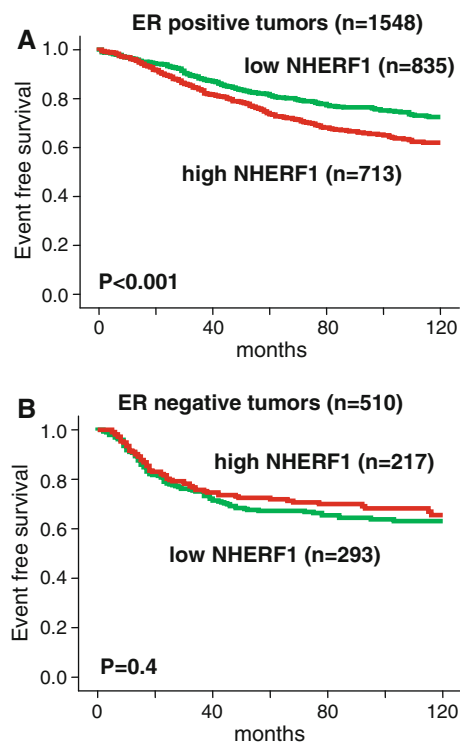 A
ER positive tumors (n=1548)
low NHERF1 (n=835)
high NHERF1 (n=713)
P<0.001
Event free survival
1.0
0.8
0.6
0.4
0.2
0.0
0 40 80 120
months
B
ER negative tumors (n=510)
high NHERF1 (n=217)
low NHERF1 (n=293)
P=0.4
Event free survival
1.0
0.8
0.6
0.4
0.2
0.0
0 40 80 120
months